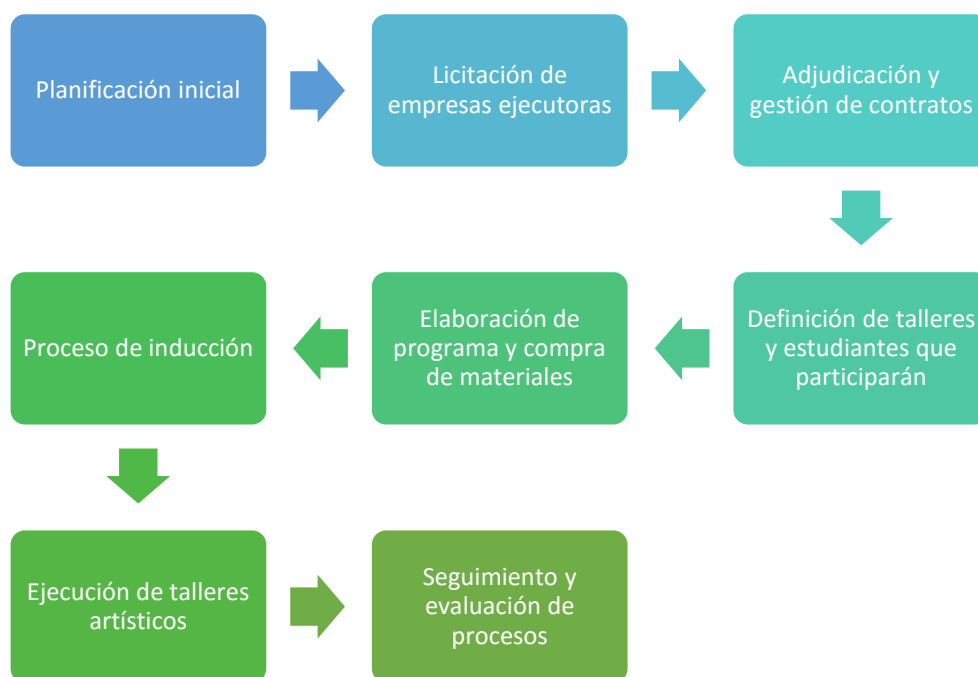 Planificación inicial
Licitación de
empresas ejecutoras
Adjudicación y
gestión de contratos
Definición de talleres
y estudiantes que
participarán
Elaboración de
programa y compra
de materiales
Proceso de inducción
Ejecución de talleres
artísticos
Seguimiento y
evaluación de
procesos